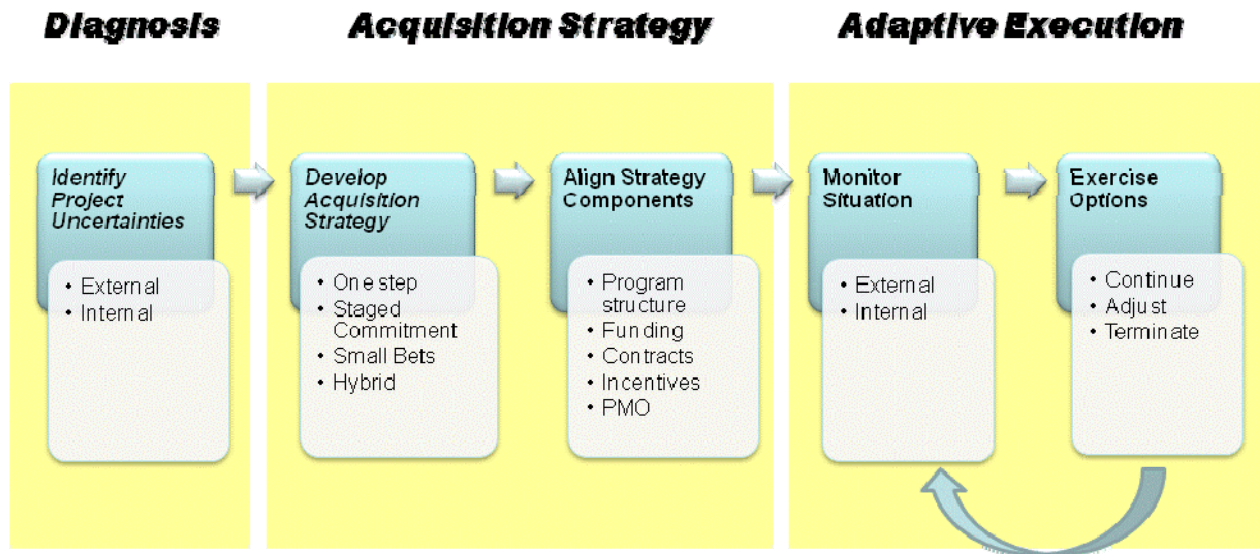 Diagnosis
Acquisition Strategy
Adaptive Execution
Identify
Project
Uncertainties
• External
• Internal
Develop
Acquisition
Strategy
• One step
• Staged
Commitment
• Small Bets
• Hybrid
Align Strategy
Components
• Program
structure
• Funding
• Contracts
• Incentives
• PMO
Monitor
Situation
• External
• Internal
Exercise
Options
• Continue
• Adjust
• Terminate